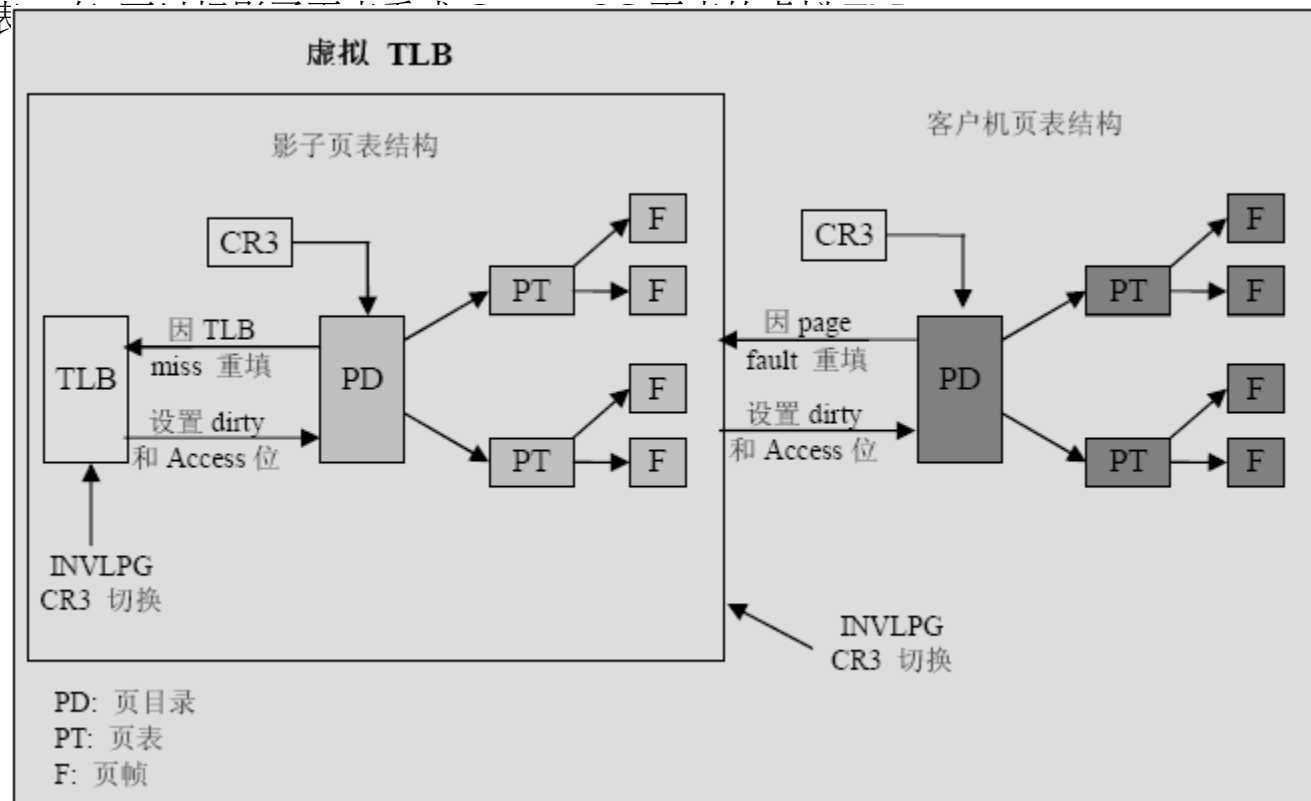 虚拟 TLB
影子页表结构
客户机页表结构
CR3
F
PT
F
因 TLB
miss 重填
TLB
PD
设置 dirty
和 Access 位
F
PT
F
INVLPG
CR3 切换
CR3
F
PT
F
因 page
fault 重填
PD
设置 dirty
和 Access 位
F
PT
F
INVLPG
CR3 切换
PD: 页目录
PT: 页表
F: 页帧